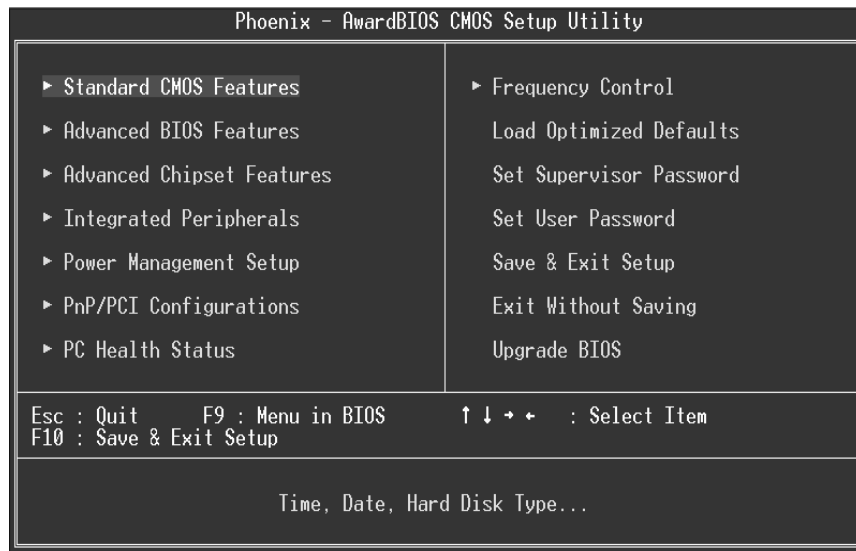 Phoenix - AwardBIOS CMOS Setup Utility
► Standard CMOS Features
► Advanced BIOS Features
► Advanced Chipset Features
► Integrated Peripherals
► Power Management Setup
► PnP/PCI Configurations
► PC Health Status
► Frequency Control
Load Optimized Defaults
Set Supervisor Password
Set User Password
Save & Exit Setup
Exit Without Saving
Upgrade BIOS
Esc : Quit F9 : Menu in BIOS ↑ ↓ → ← : Select Item
F10 : Save & Exit Setup
Time, Date, Hard Disk Type...